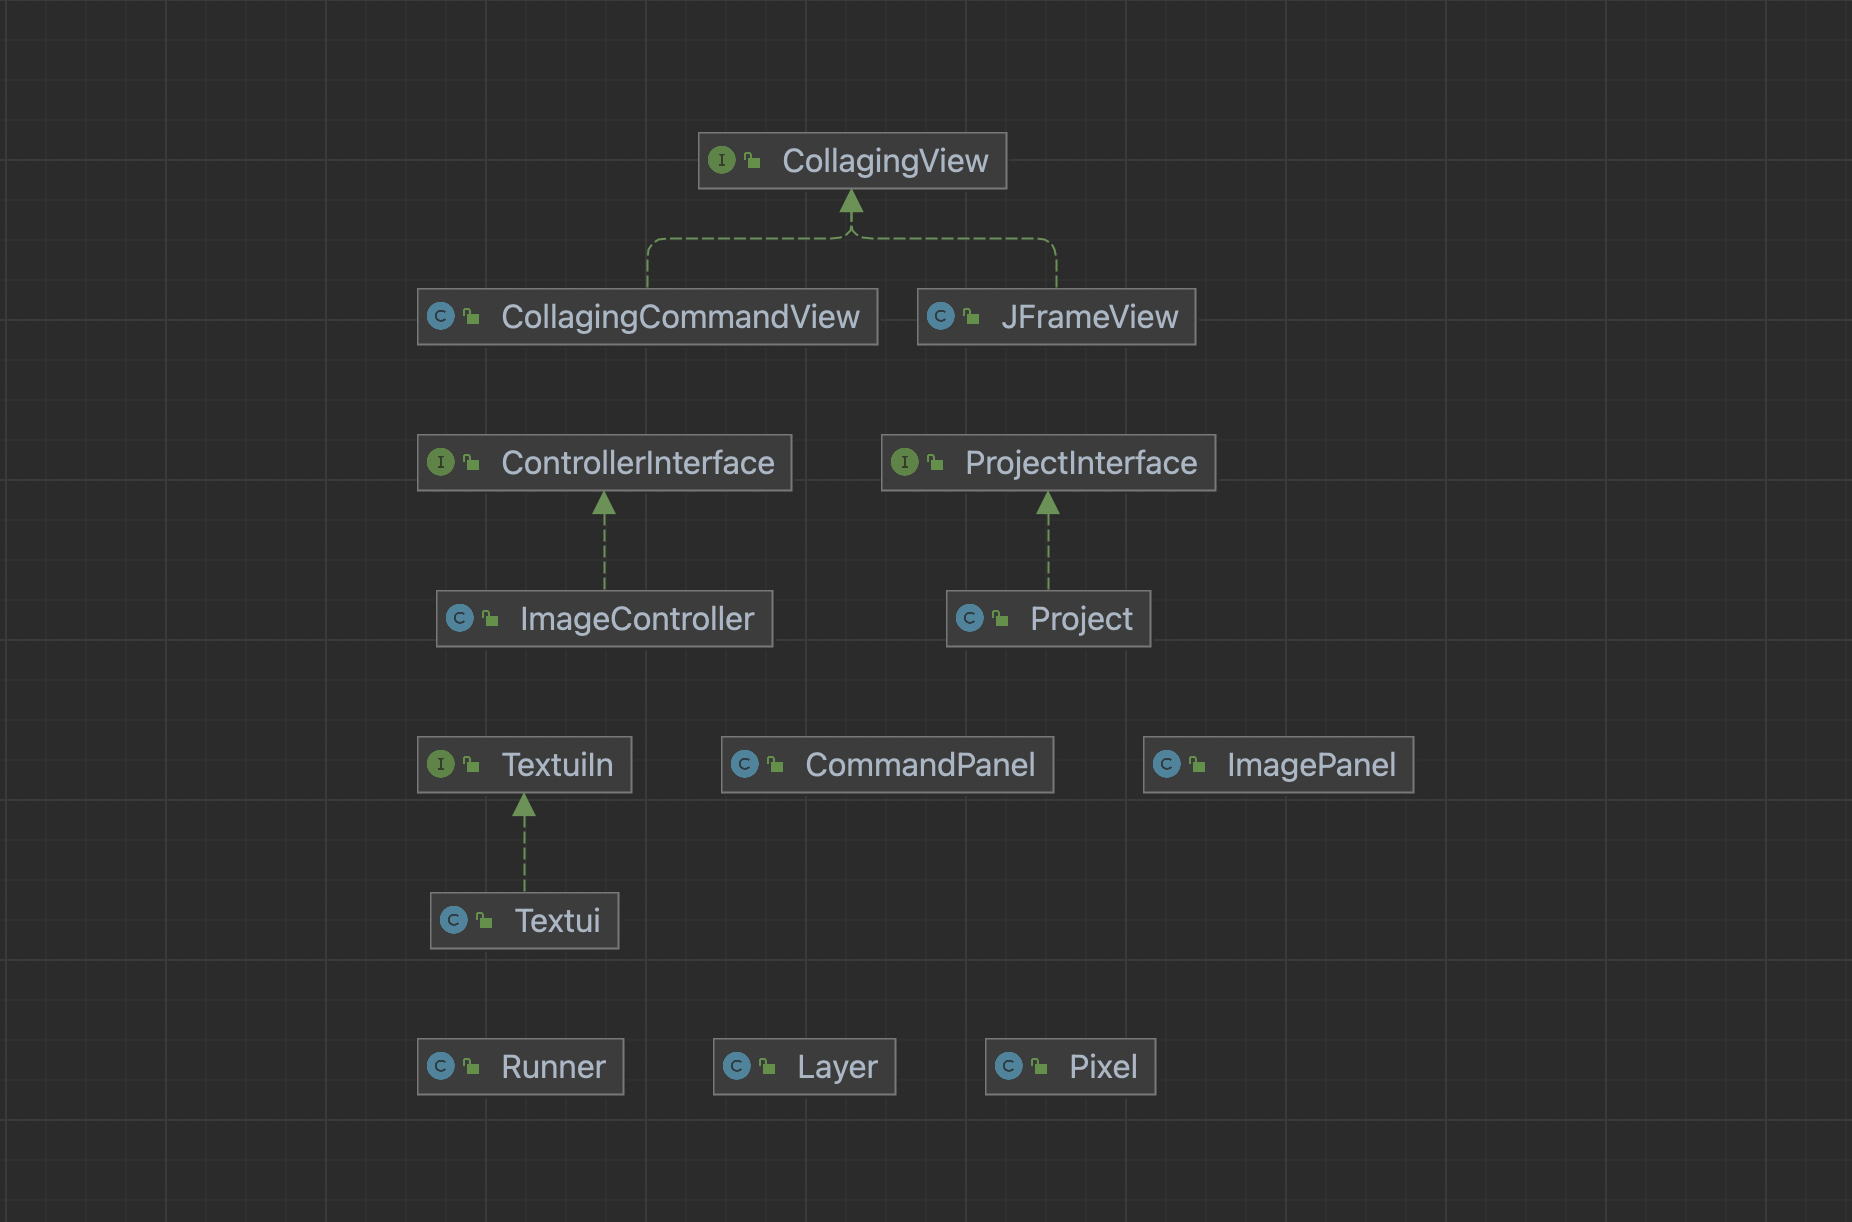 I CollagingView
C CollagingCommandView
C JFrameView
I ControllerInterface
I ProjectInterface
C ImageController
C Project
I TextuiIn
C CommandPanel
C ImagePanel
C Textui
C Runner
C Layer
C Pixel